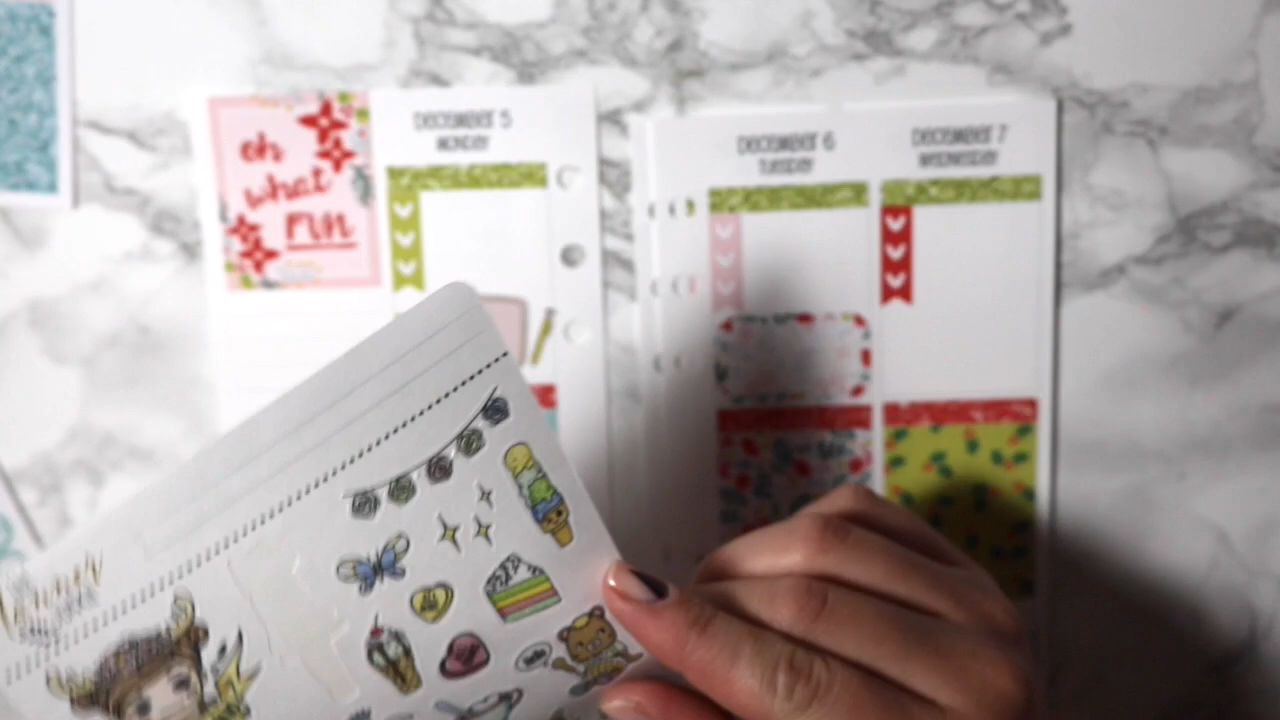 oh
what
FUN
DECEMBER 5
MONDAY
DECEMBER 6
TUESDAY
DECEMBER 7
WEDNESDAY